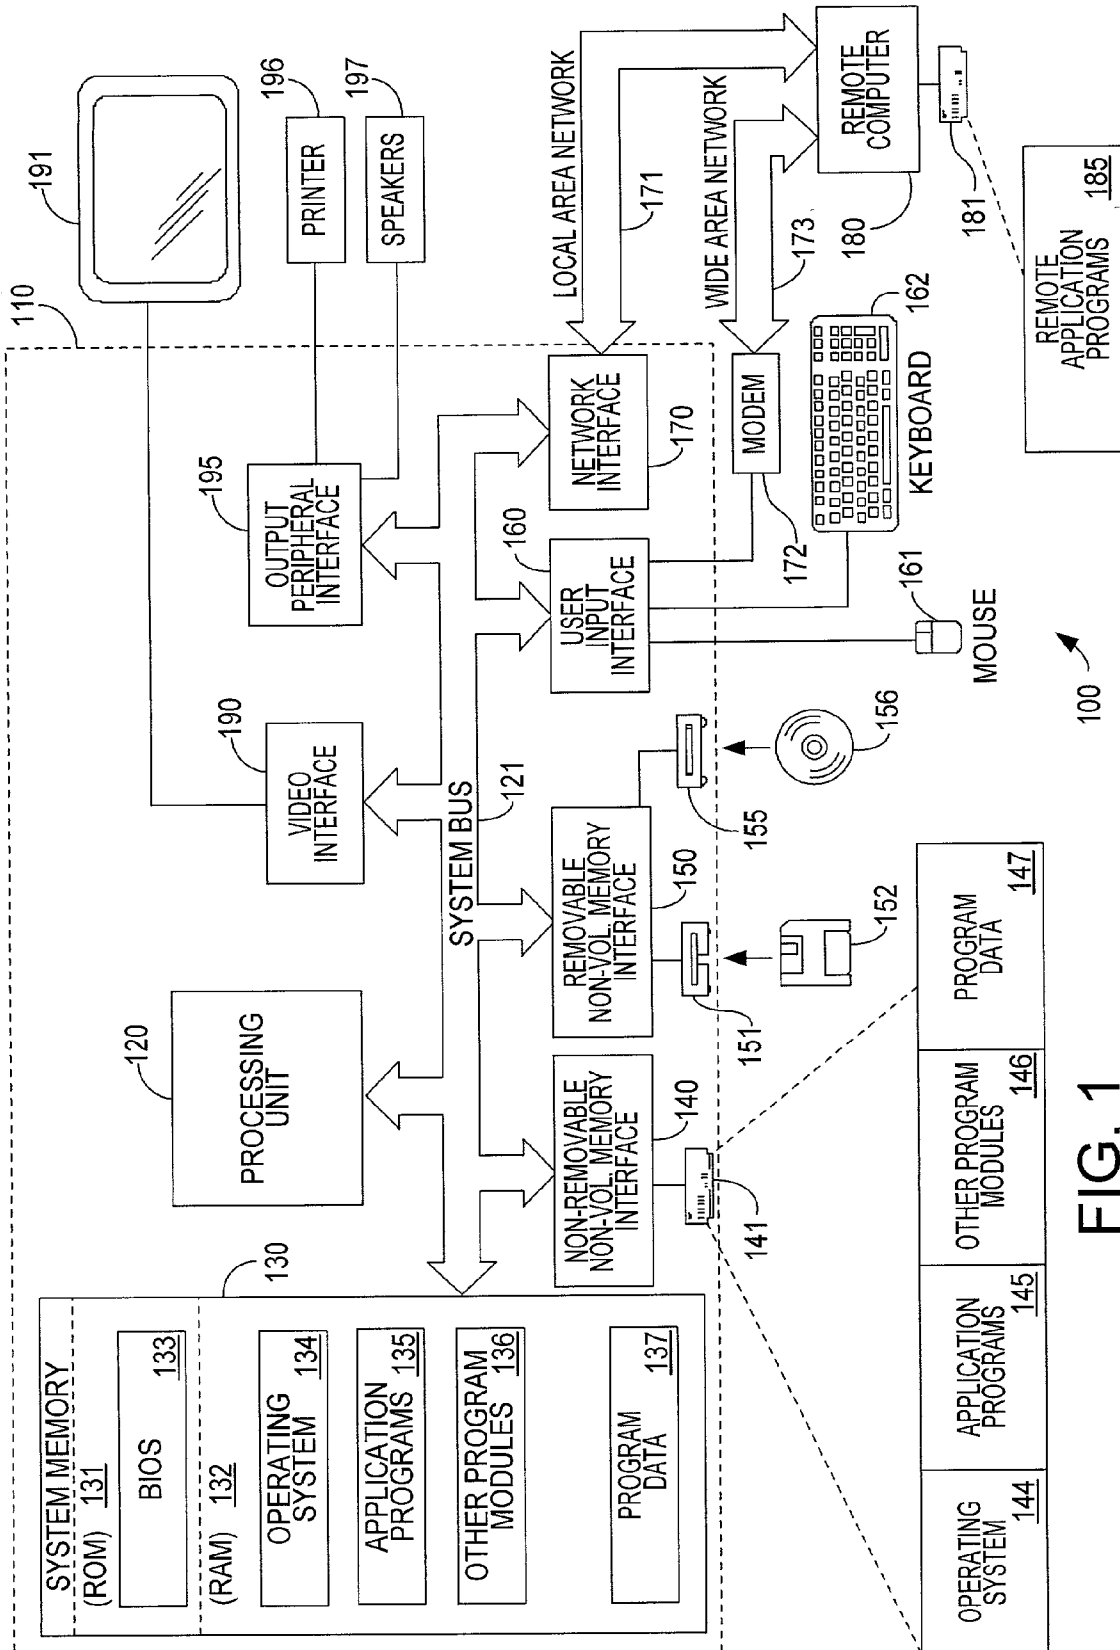 SYSTEM MEMORY
(ROM) 131
BIOS
133
(RAM) 132
OPERATING
SYSTEM
134
APPLICATION
PROGRAMS
135
OTHER PROGRAM
MODULES
136
PROGRAM
DATA
137
130
120
PROCESSING
UNIT
190
VIDEO
INTERFACE
195
OUTPUT
PERIPHERAL
INTERFACE
110
191
PRINTER
196
SPEAKERS
197
SYSTEM BUS
121
NON-REMOVABLE
NON-VOL. MEMORY
INTERFACE
140
REMOVABLE
NON-VOL. MEMORY
INTERFACE
150
USER
INPUT
INTERFACE
160
NETWORK
INTERFACE
170
LOCAL AREA NETWORK
171
WIDE AREA NETWORK
173
MODEM
172
REMOTE
COMPUTER
180
181
141
151
152
155
156
161
MOUSE
162
KEYBOARD
100
OPERATING
SYSTEM
144
APPLICATION
PROGRAMS
145
OTHER PROGRAM
MODULES
146
PROGRAM
DATA
147
REMOTE
APPLICATION
PROGRAMS
185
FIG. 1